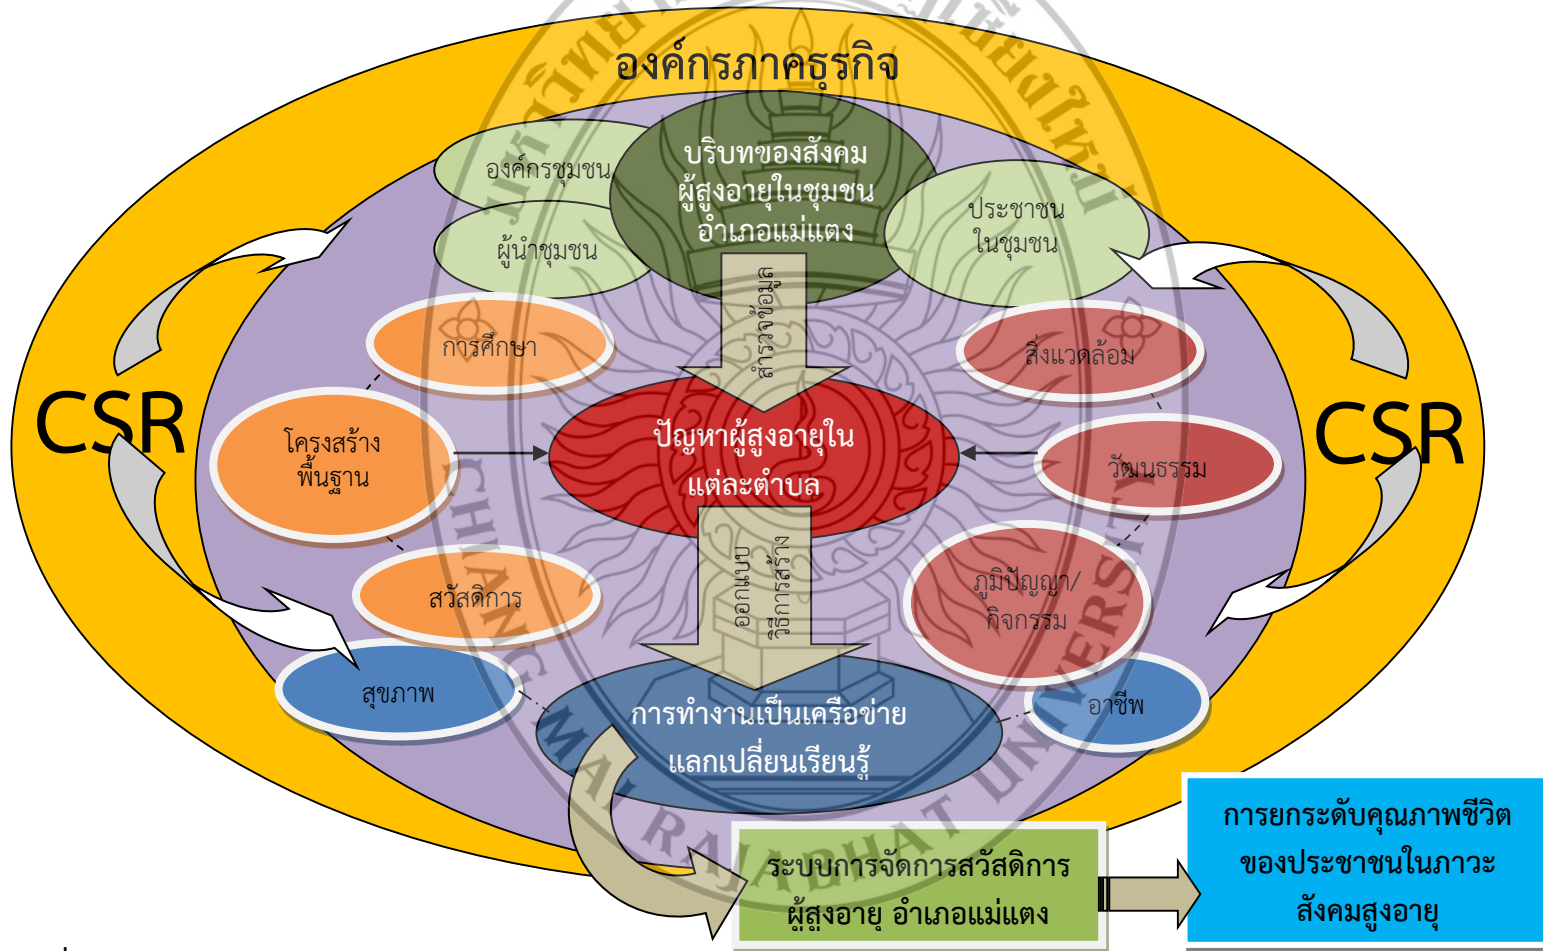 องค์กรภาคธุรกิจ
บริบทของสังคม
ผู้สูงอายุในชุมชน
อำเภอแม่แตง
องค์กรชุมชน
ผู้นำชุมชน
ประชาชน
ในชุมชน
สำรวจข้อมูล
การศึกษา
สิ่งแวดล้อม
CSR
CSR
โครงสร้าง
พื้นฐาน
ปัญหาผู้สูงอายุใน
แต่ละตำบล
วัฒนธรรม
ออกแบบ
วิธีการสร้าง
สวัสดิการ
ภูมิปัญญา/
กิจกรรม
สุขภาพ
การทำงานเป็นเครือข่าย
แลกเปลี่ยนเรียนรู้
อาชีพ
ระบบการจัดการสวัสดิการ
ผู้สูงอายุ อำเภอแม่แตง
การยกระดับคุณภาพชีวิต
ของประชาชนในภาวะ
สังคมสูงอายุ
CHIANG MAI RAJABHAT UNIVERSITY